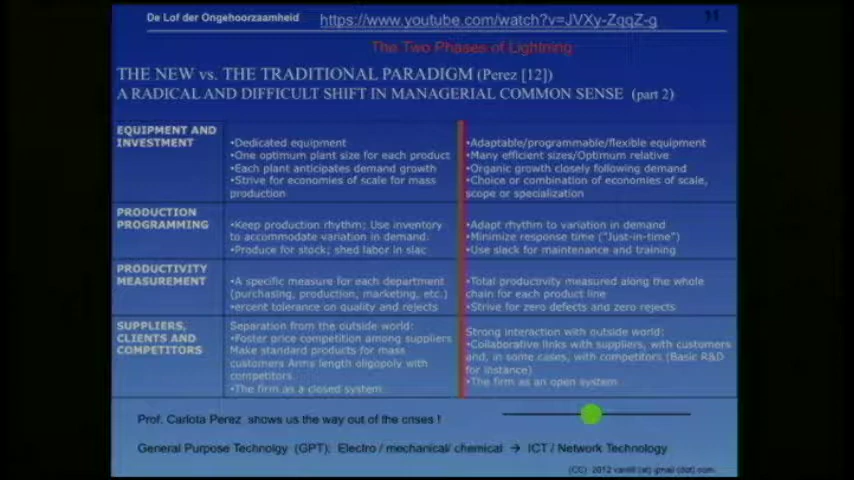 De Lof der Ongehoorzaamheid
https://www.youtube.com/watch?v=JVXy-ZqqZ-g
11
The Two Phases of Lightning
THE NEW vs. THE TRADITIONAL PARADIGM (Perez [12])
A RADICAL AND DIFFICULT SHIFT IN MANAGERIAL COMMON SENSE (part 2)
EQUIPMENT AND
INVESTMENT
•Dedicated equipment
•One optimum plant size for each product
•Each plant anticipates demand growth
•Strive for economies of scale for mass
production
•Adaptable/programmable/flexible equipment
•Many efficient sizes/Optimum relative
•Organic growth closely following demand
•Choice or combination of economies of scale,
scope or specialization
PRODUCTION
PROGRAMMING
•Keep production rhythm; Use inventory
to accommodate variation in demand.
•Produce for stock; shed labor in slac
•Adapt rhythm to variation in demand
•Minimize response time ("Just-in-time")
•Use slack for maintenance and training
PRODUCTIVITY
MEASUREMENT
•A specific measure for each department
(purchasing, production, marketing, etc.)
•ercent tolerance on quality and rejects
•Total productivity measured along the whole
chain for each product line
•Strive for zero defects and zero rejects
SUPPLIERS,
CLIENTS AND
COMPETITORS
Separation from the outside world:
•Foster price competition among suppliers
Make standard products for mass
customers Arms length oligopoly with
competitors
•The firm as a closed system
Strong interaction with outside world:
•Collaborative links with suppliers, with customers
and, in some cases, with competitors (Basic R&D
for instance)
•The firm as an open system
Prof. Carlota Perez shows us the way out of the crises !
General Purpose Technolgy (GPT): Electro / mechanical/ chemical → ICT / Network Technology
(CC) 2012 (at) gmail (dot) com